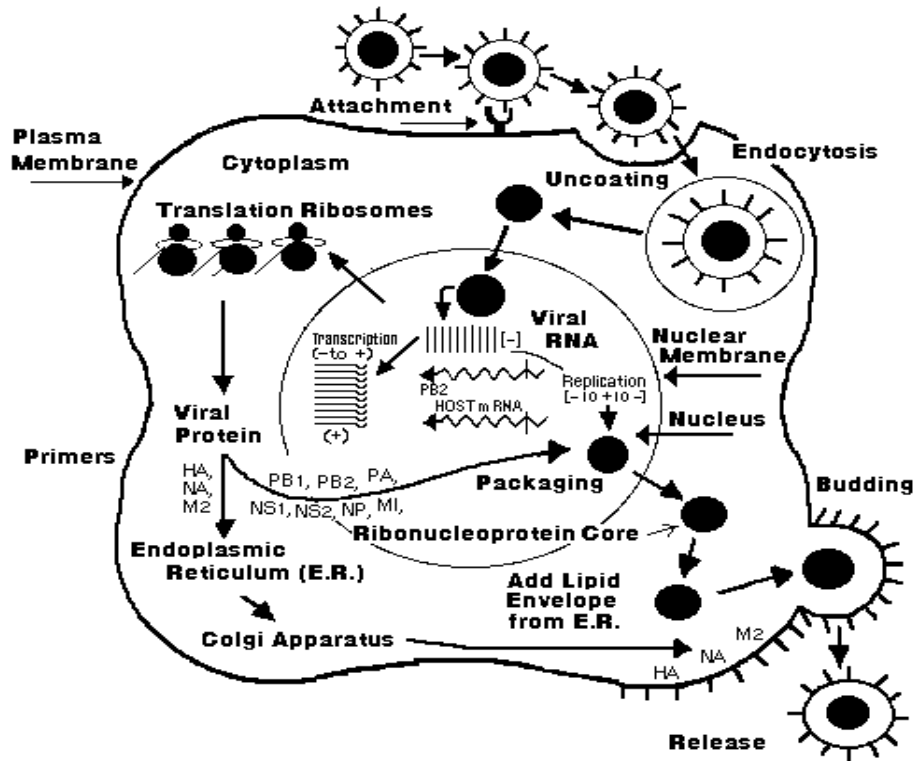 Attachment
Plasma
Membrane
Cytoplasm
Endocytosis
Uncoating
Translation Ribosomes
Transcription
(-to +)
[-]
Viral
RNA
Nuclear
Membrane
PB2
Replication
[-10 +10 -]
HOST m RNA
(+)
Nucleus
Viral
Protein
Primers
HA,
NA,
M2
PB1, PB2, PA,
NS1, NS2, NP, MI,
Packaging
Budding
Ribonucleoprotein Core
Endoplasmic
Reticulum (E.R.)
Add Lipid
Envelope
from E.R.
Colgi Apparatus
M2
NA
HA
Release